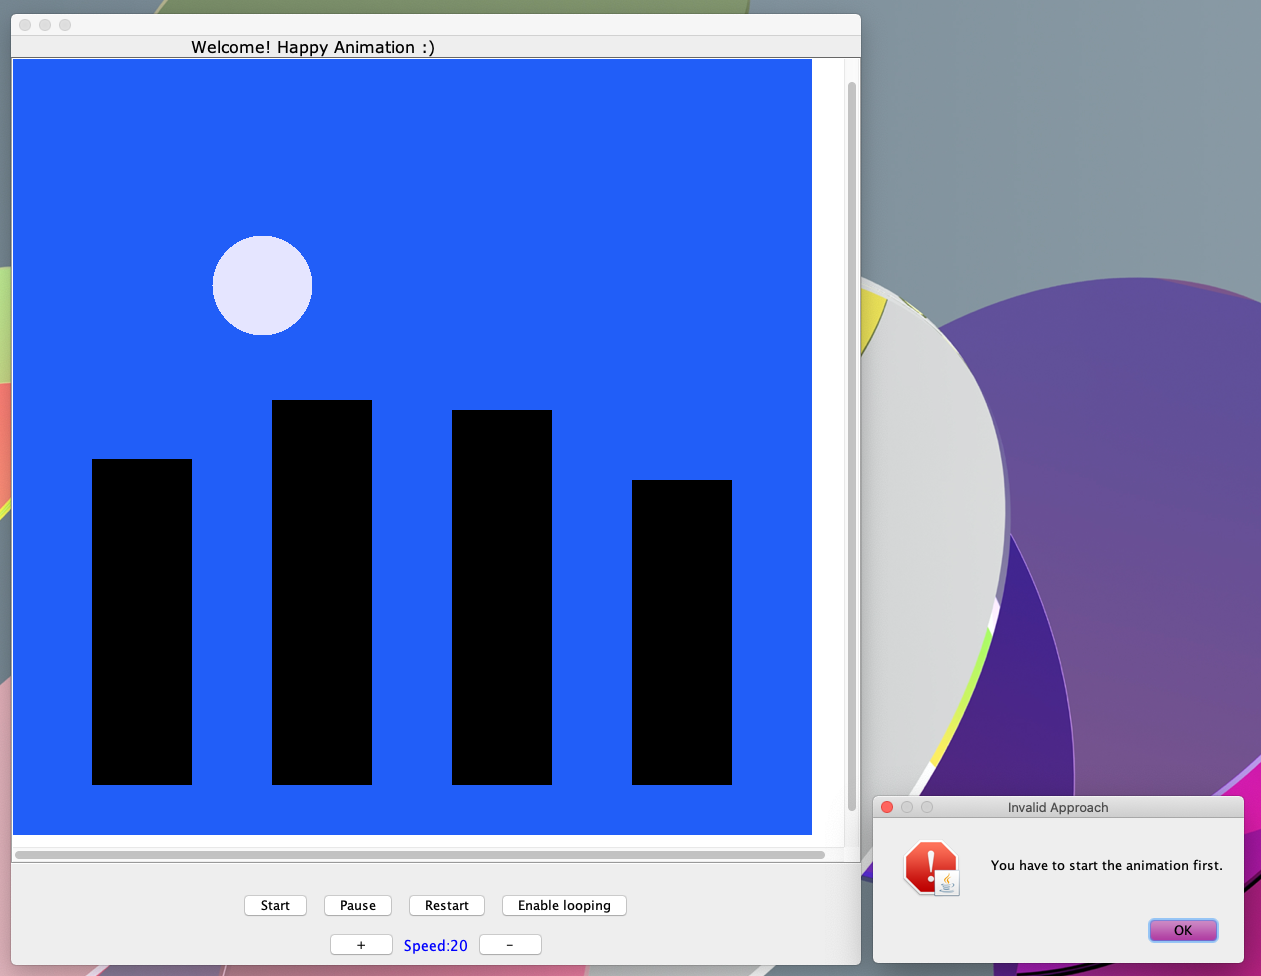 Welcome! Happy Animation :)
Start Pause Restart Enable looping
+ Speed:20 -
Invalid Approach
You have to start the animation first.
OK